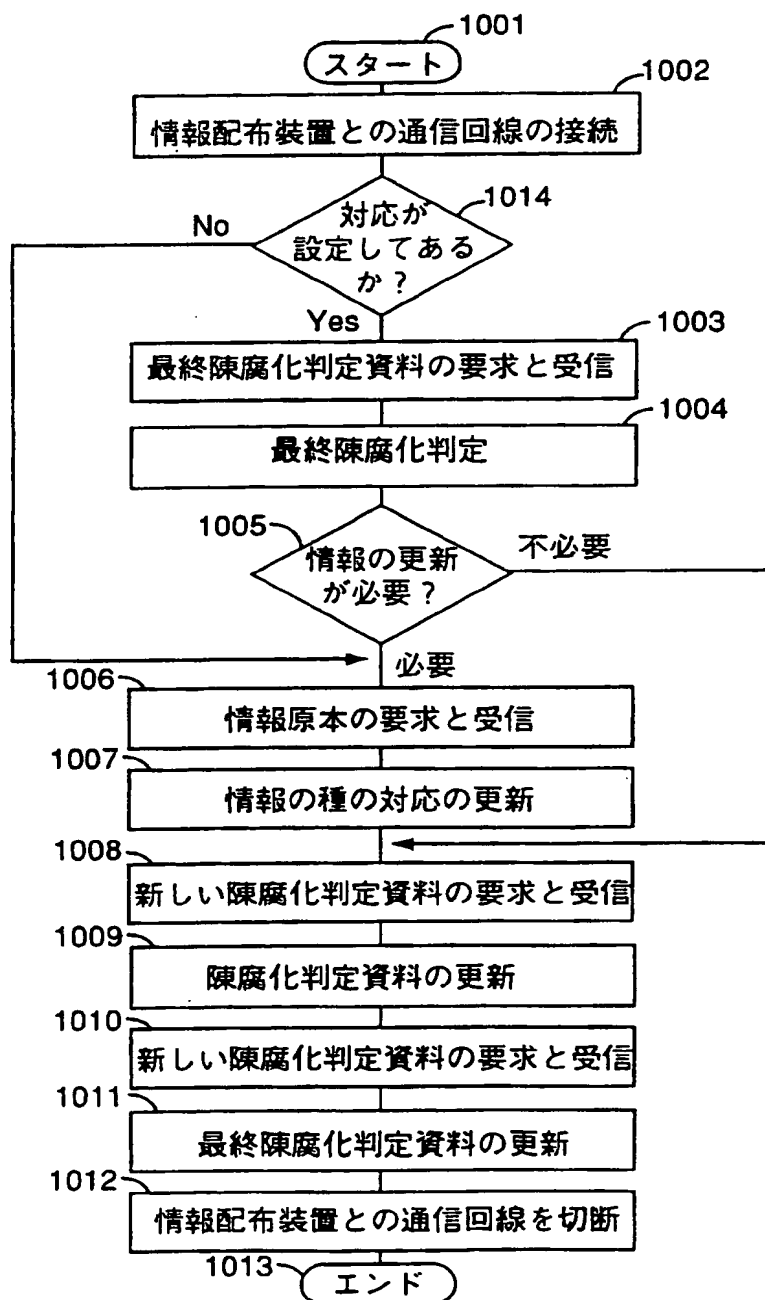 1001
スタート
1002
情報配布装置との通信回線の接続
1014
対応が
設定してある
か?
No
Yes
1003
最終陳腐化判定資料の要求と受信
1004
最終陳腐化判定
1005
情報の更新
が必要?
不必要
必要
1006
情報原本の要求と受信
1007
情報の種の対応の更新
1008
新しい陳腐化判定資料の要求と受信
1009
陳腐化判定資料の更新
1010
新しい陳腐化判定資料の要求と受信
1011
最終陳腐化判定資料の更新
1012
情報配布装置との通信回線を切断
1013
エンド